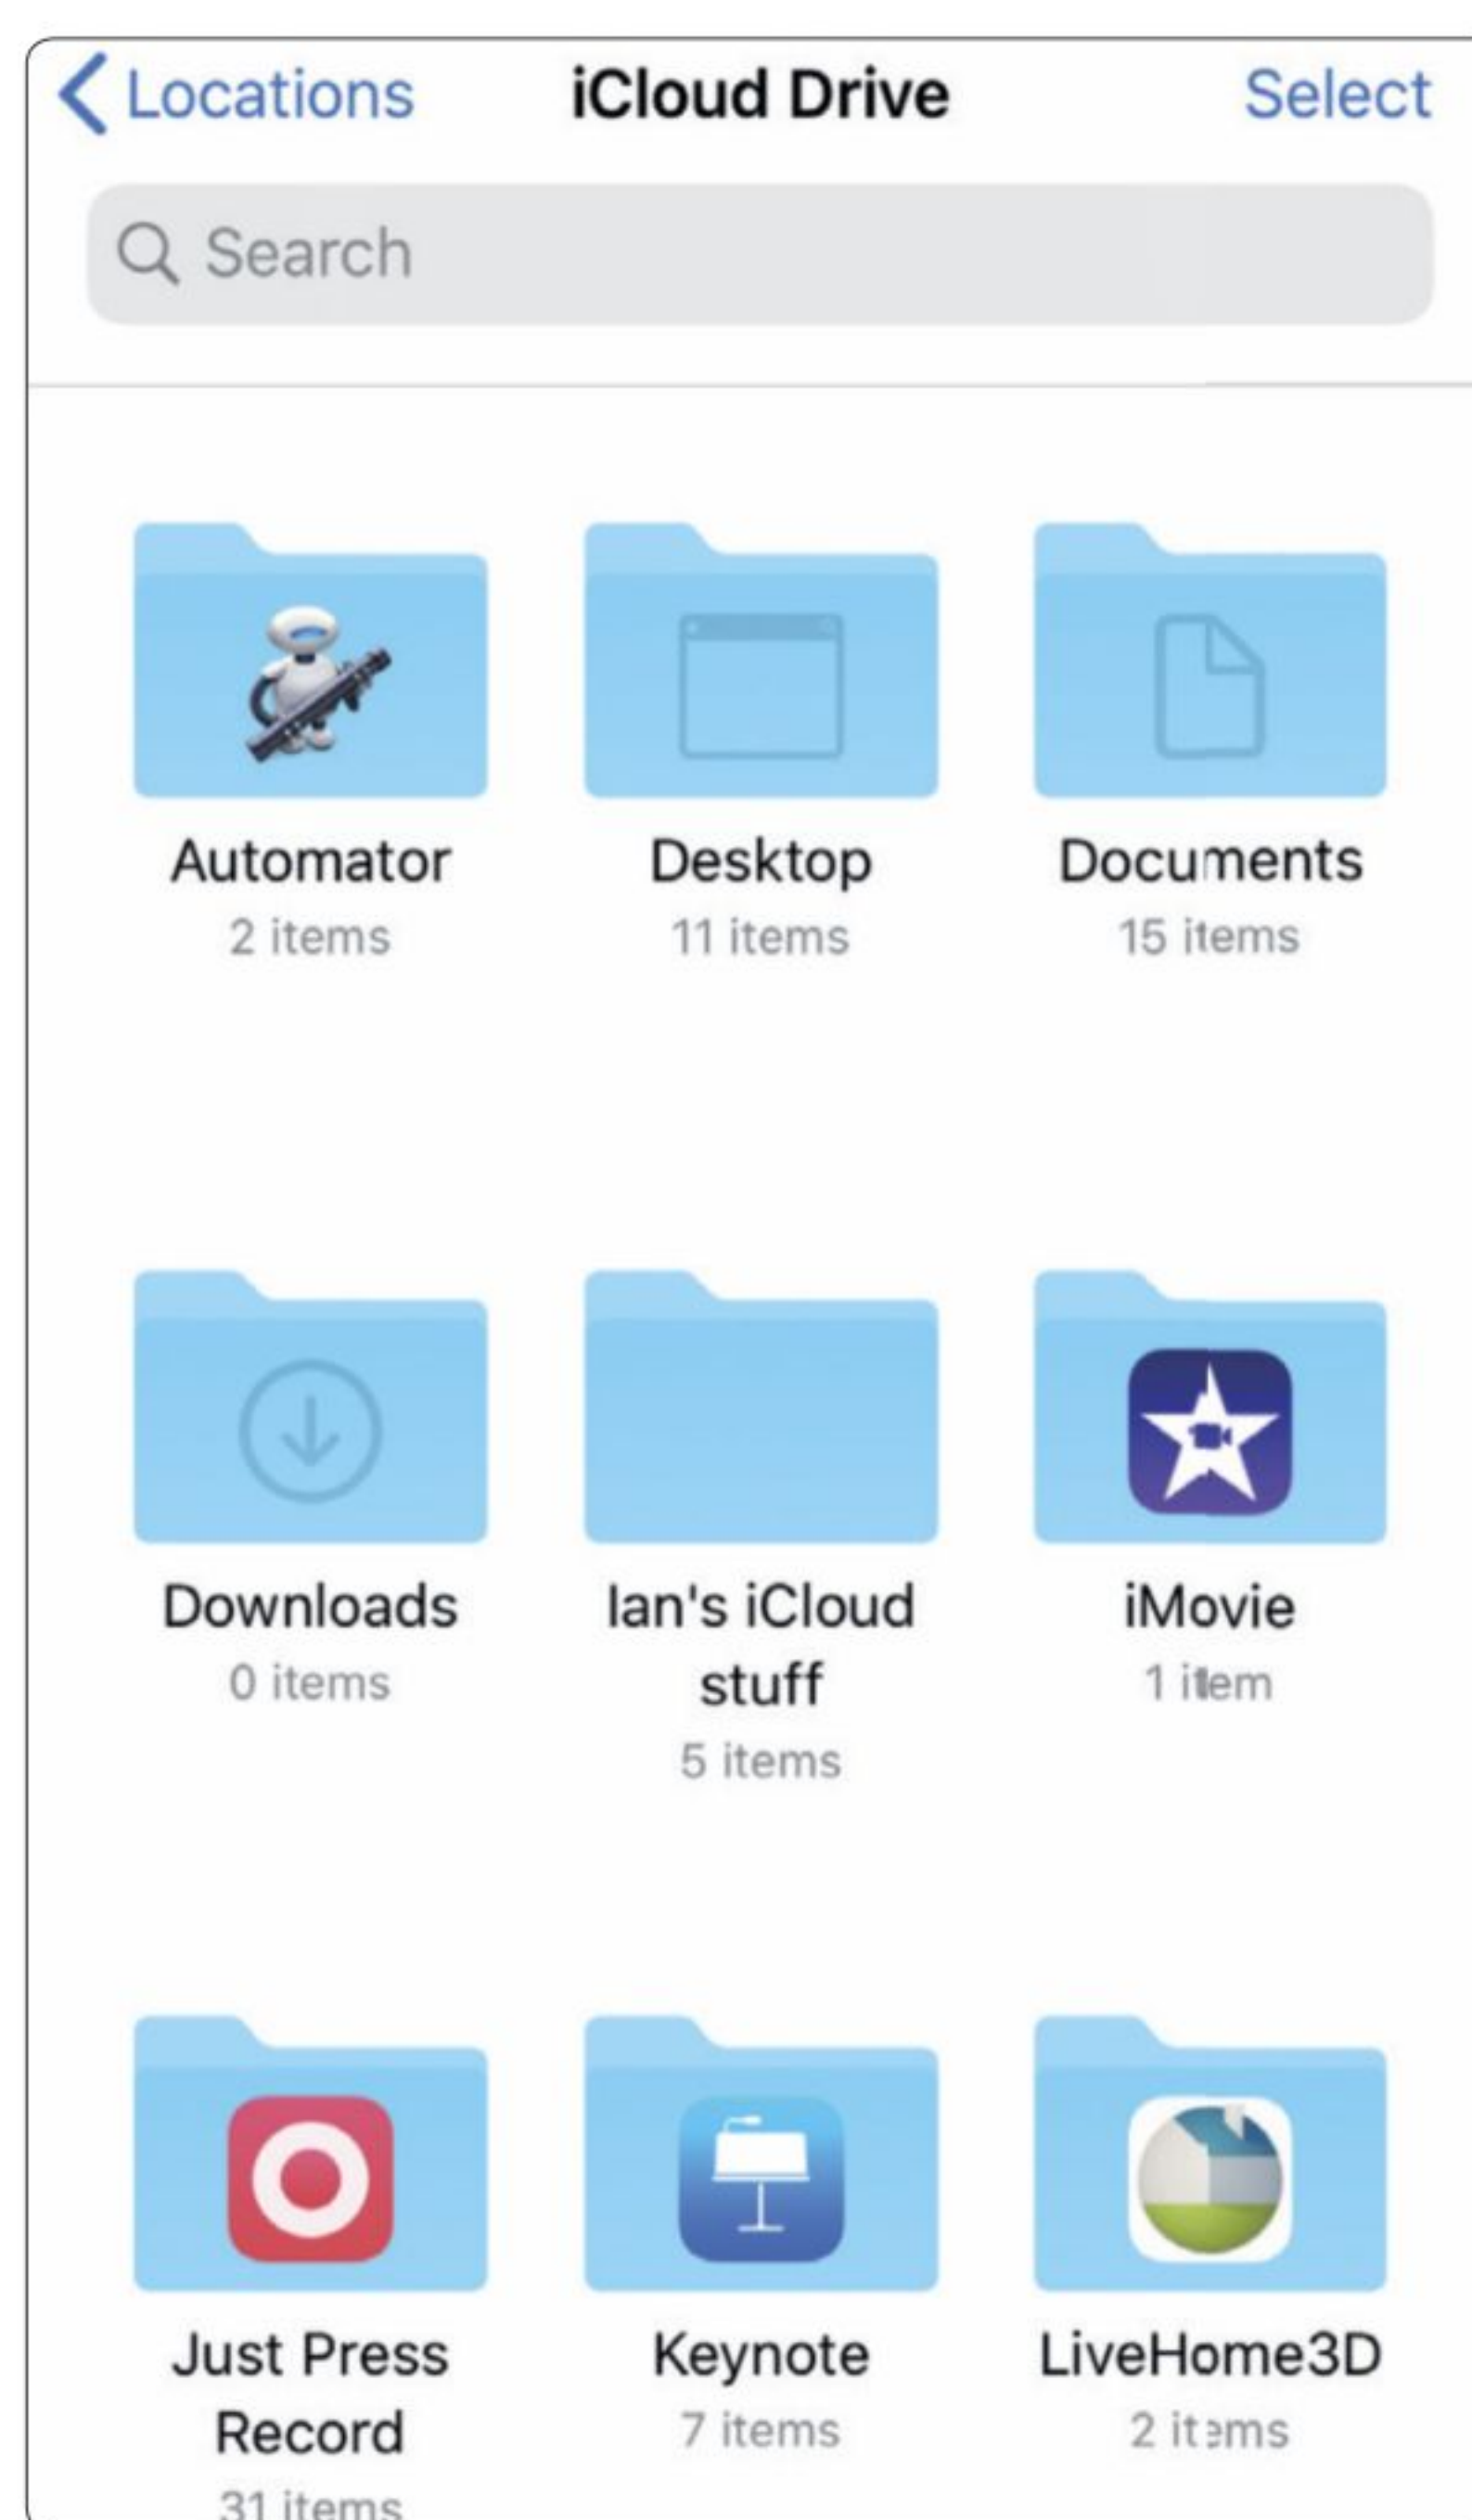 Locations iCloud Drive Select
Search
Automator Desktop Documents
2 items 11 items 15 items
Downloads Ian's iCloud iMovie
0 items stuff 1 item
5 items
Just Press Keynote LiveHome3D
Record 7 items 2 items
31 items